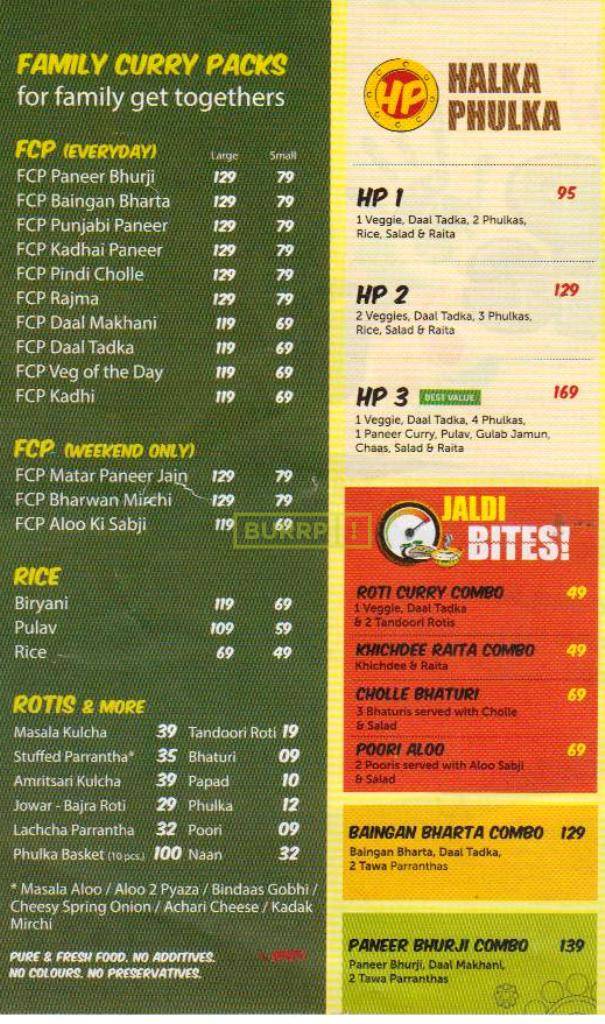 FAMILY CURRY PACKS
for family get togethers
FCP (EVERYDAY) Large Small
FCP Paneer Bhurji 129 79
FCP Baingan Bharta 129 79
FCP Punjabi Paneer 129 79
FCP Kadhai Paneer 129 79
FCP Pindi Cholle 129 79
FCP Rajma 129 79
FCP Daal Makhani 119 69
FCP Daal Tadka 119 69
FCP Veg of the Day 119 69
FCP Kadhi 119 69
FCP (WEEKEND ONLY)
FCP Matar Paneer Jain 129 79
FCP Bharwan Mirchi 129 79
FCP Aloo Ki Sabji 119 69
RICE
Biryani 119 69
Pulav 109 59
Rice 69 49
ROTIS & MORE
Masala Kulcha 39 Tandoori Roti 19
Stuffed Parrantha* 35 Bhaturi 09
Amritsari Kulcha 39 Papad 10
Jowar - Bajra Roti 29 Phulka 12
Lachcha Parrantha 32 Poori 09
Phulka Basket (10 pcs.) 100 Naan 32
* Masala Aloo / Aloo 2 Pyaza / Bindaas Gobhi /
Cheesy Spring Onion / Achari Cheese / Kadak
Mirchi
PURE & FRESH FOOD. NO ADDITIVES.
NO COLOURS. NO PRESERVATIVES.
HP
HALKA
PHULKA
HP 1 95
1 Veggie, Daal Tadka, 2 Phulkas,
Rice, Salad & Raita
HP 2 129
2 Veggies, Daal Tadka, 3 Phulkas,
Rice, Salad & Raita
HP 3 BEST VALUE 169
1 Veggie, Daal Tadka, 4 Phulkas,
1 Paneer Curry, Pulav, Gulab Jamun,
Chaas, Salad & Raita
BURRP!
JALDI
BITES!
ROTI CURRY COMBO 49
1 Veggie, Daal Tadka
& 2 Tandoori Rotis
KHICHDEE RAITA COMBO 49
Khichdee & Raita
CHOLLE BHATURI 69
3 Bhaturis served with Cholle
& Salad
POORI ALOO 69
2 Pooris served with Aloo Sabji
& Salad
BAINGAN BHARTA COMBO 129
Baingan Bharta, Daal Tadka,
2 Tawa Parranthas
PANEER BHURJI COMBO 139
Paneer Bhurji, Daal Makhani,
2 Tawa Parranthas